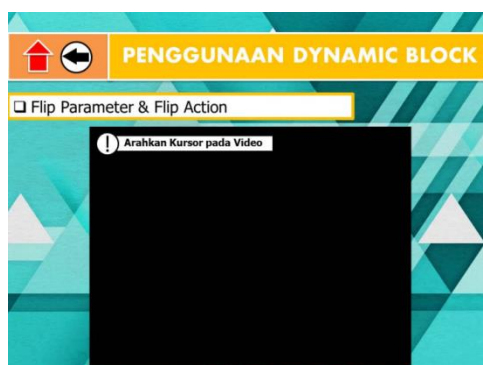 PENGGUNAAN DYNAMIC BLOCK
❑ Flip Parameter & Flip Action
! Arahkan Kursor pada Video